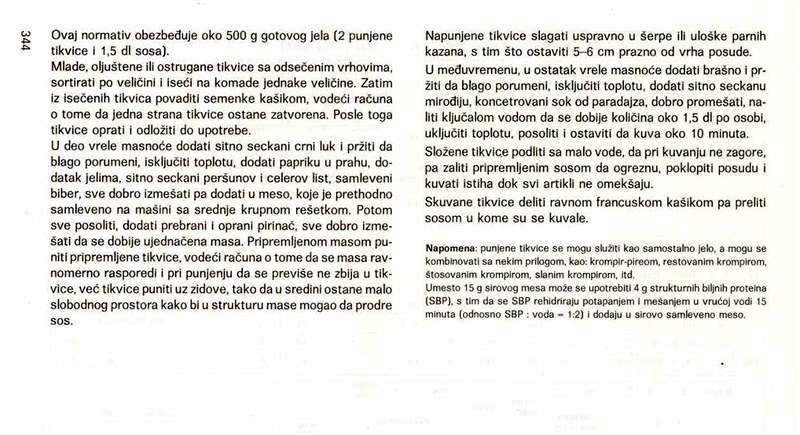 344
Ovaj normativ obezbeđuje oko 500 g gotovog jela (2 punjene
tikvice i 1,5 dl sosa).
Mlade, oljuštene ili ostrugane tikvice sa odsečenim vrhovima,
sortirati po veličini i iseći na komade jednake veličine. Zatim
iz isečenih tikvica povaditi semenke kašikom, vodeći računa
o tome da jedna strana tikvice ostane zatvorena. Posle toga
tikvice oprati i odložiti do upotrebe.
U deo vrele masnoće dodati sitno seckani crni luk i pržiti da
blago porumeni, isključiti toplotu, dodati papriku u prahu, do-
datak jelima, sitno seckani peršunov i celerov list, samleveni
biber, sve dobro izmešati pa dodati u meso, koje je prethodno
samleveno na mašini sa srednje krupnom rešetkom. Potom
sve posoliti, dodati prebrani i oprani pirinač, sve dobro izme-
šati da se dobije ujednačena masa. Pripremljenom masom pu-
niti pripremljene tikvice, vodeći računa o tome da se masa rav-
nomerno rasporedi i pri punjenju da se previše ne zbija u tik-
vice, već tikvice puniti uz zidove, tako da u sredini ostane malo
slobodnog prostora kako bi u strukturu mase mogao da prodre
sos.
Napunjene tikvice slagati uspravno u šerpe ili uloške parnih
kazana, s tim što ostaviti 5–6 cm prazno od vrha posude.
U međuvremenu, u ostatak vrele masnoće dodati brašno i pr-
žiti da blago porumeni, isključiti toplotu, dodati sitno seckanu
mirođiju, koncetrovani sok od paradajza, dobro promešati, na-
liti ključalom vodom da se dobije količina oko 1,5 dl po osobi,
uključiti toplotu, posoliti i ostaviti da kuva oko 10 minuta.
Složene tikvice podliti sa malo vode, da pri kuvanju ne zagore,
pa zaliti pripremljenim sosom da ogreznu, poklopiti posudu i
kuvati istiha dok svi artikli ne omekšaju.
Skuvane tikvice deliti ravnom francuskom kašikom pa preliti
sosom u kome su se kuvale.
Napomena: punjene tikvice se mogu služiti kao samostalno jelo, a mogu se
kombinovati sa nekim prilogom, kao: krompir-pireom, restovanim krompirom,
štosovanim krompirom, slanim krompirom, itd.
Umesto 15 g sirovog mesa može se upotrebiti 4 g strukturnih biljnih proteina
(SBP), s tim da se SBP rehidriraju potapanjem i mešanjem u vrućoj vodi 15
minuta (odnosno SBP : voda = 1:2) i dodaju u sirovo samleveno meso.